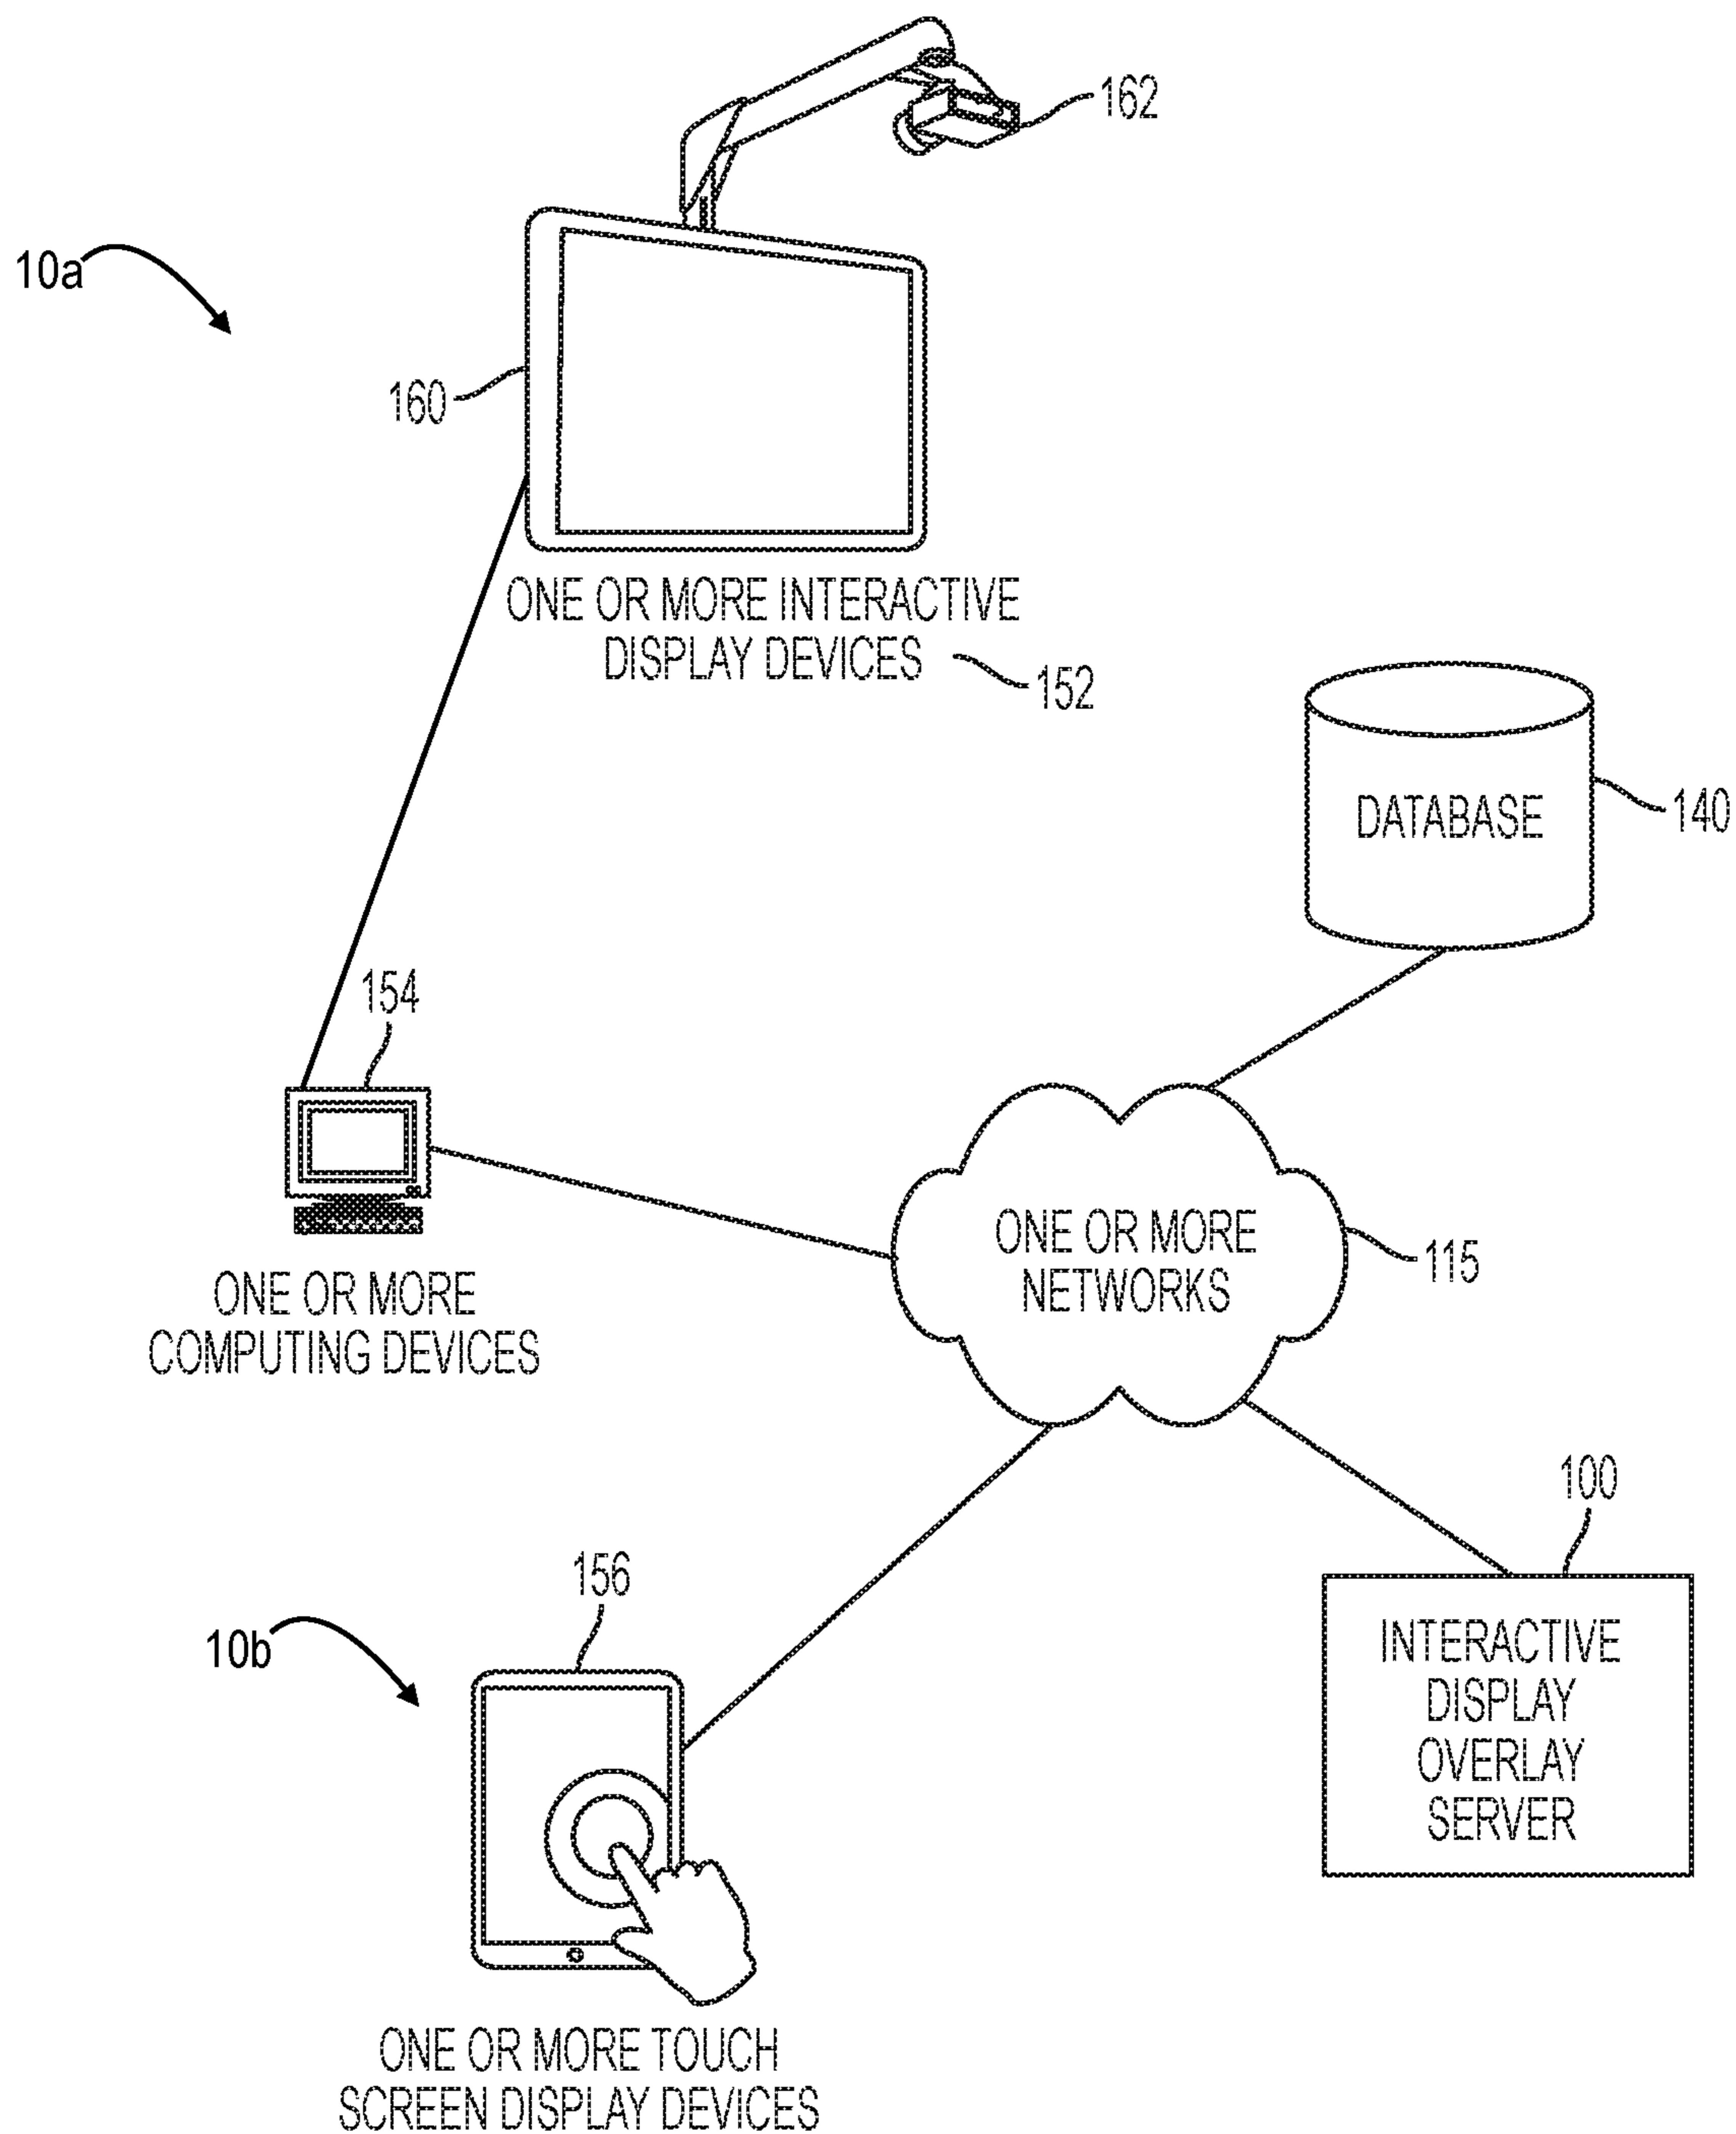 162
10a
160
ONE OR MORE INTERACTIVE
DISPLAY DEVICES
152
DATABASE
140
154
ONE OR MORE
COMPUTING DEVICES
ONE OR MORE
NETWORKS
115
100
156
10b
INTERACTIVE
DISPLAY
OVERLAY
SERVER
ONE OR MORE TOUCH
SCREEN DISPLAY DEVICES